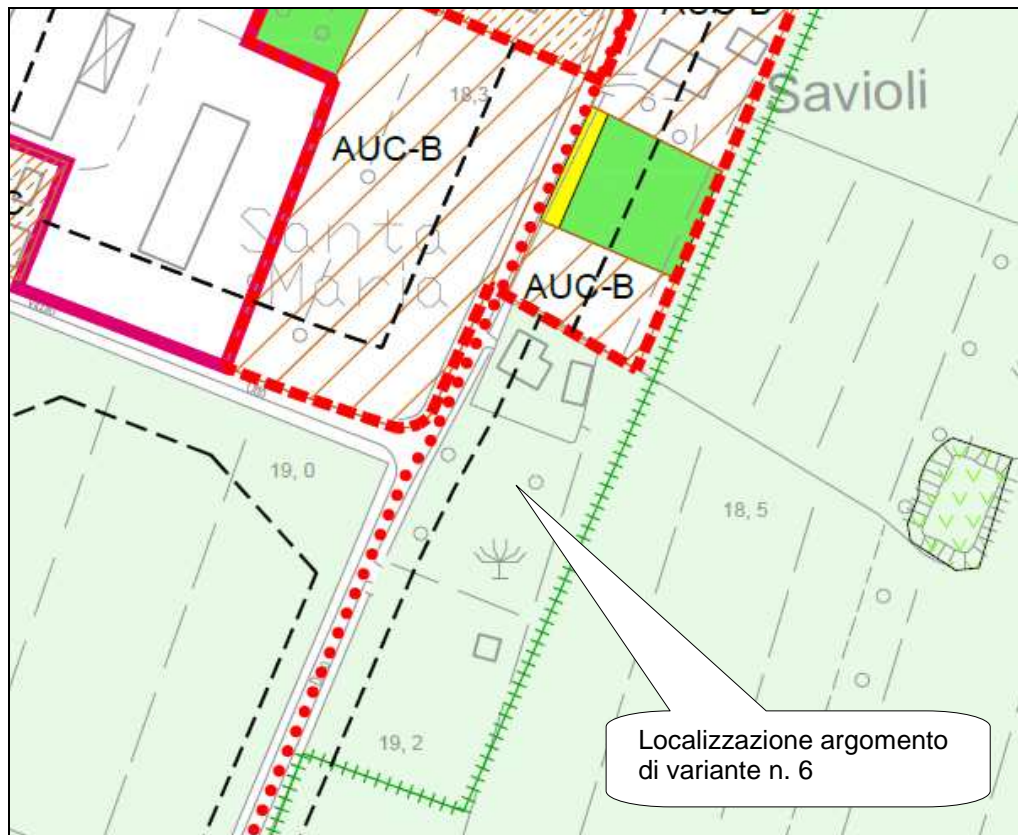 AUC-B
Savioli
18,3
AUC-B
Santa
Maria
AUC-B
19, 0
18, 5
19, 2
Localizzazione argomento
di variante n. 6